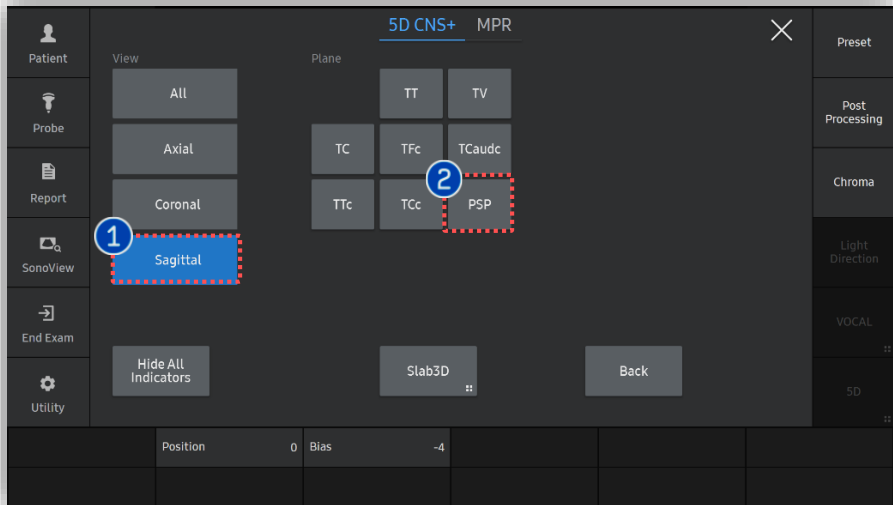 5D CNS+ MPR
Patient
Probe
Report
SonoView
End Exam
Utility
View
All
Axial
Coronal
1
Sagittal
Plane
TT TV
TC TFc TCaudc
2
TTc TCc PSP
Hide All
Indicators
Slab3D
Back
Preset
Post
Processing
Chroma
Light
Direction
VOCAL
5D
Position 0 Bias -4